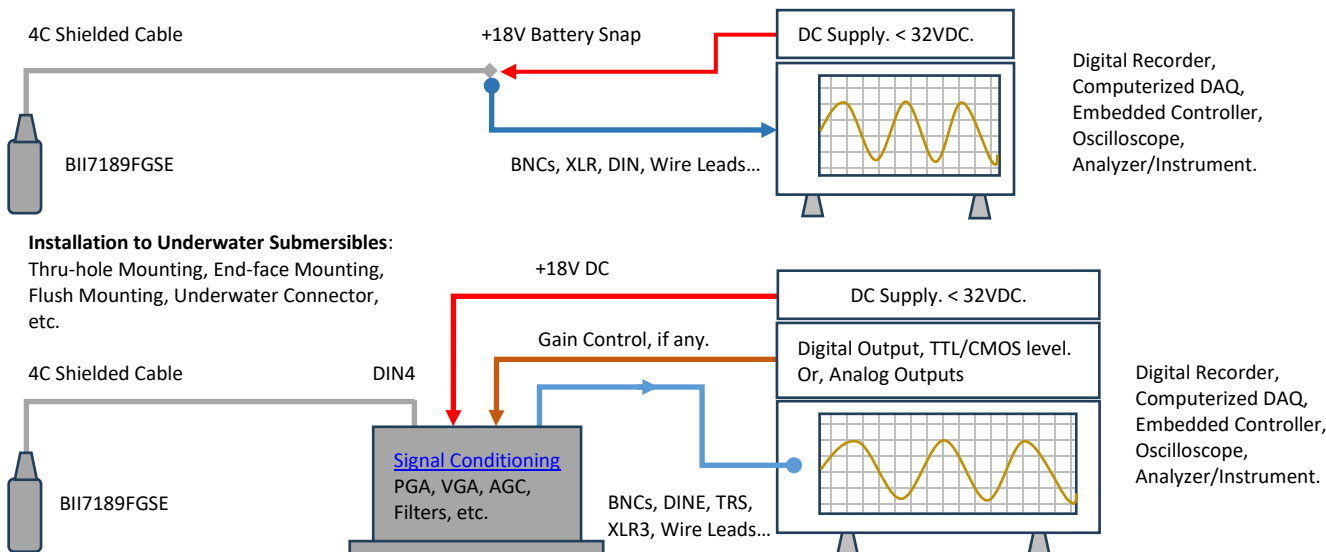 4C Shielded Cable
+18V Battery Snap
DC Supply. < 32VDC.
Digital Recorder,
Computerized DAQ,
Embedded Controller,
Oscilloscope,
Analyzer/Instrument.
BII7189FGSE
BNCs, XLR, DIN, Wire Leads…
Installation to Underwater Submersibles:
Thru-hole Mounting, End-face Mounting,
Flush Mounting, Underwater Connector,
etc.
+18V DC
DC Supply. < 32VDC.
Gain Control, if any.
Digital Output, TTL/CMOS level.
Or, Analog Outputs
4C Shielded Cable
DIN4
Digital Recorder,
Computerized DAQ,
Embedded Controller,
Oscilloscope,
Analyzer/Instrument.
Signal Conditioning
PGA, VGA, AGC,
Filters, etc.
BII7189FGSE
BNCs, DINE, TRS,
XLR3, Wire Leads…